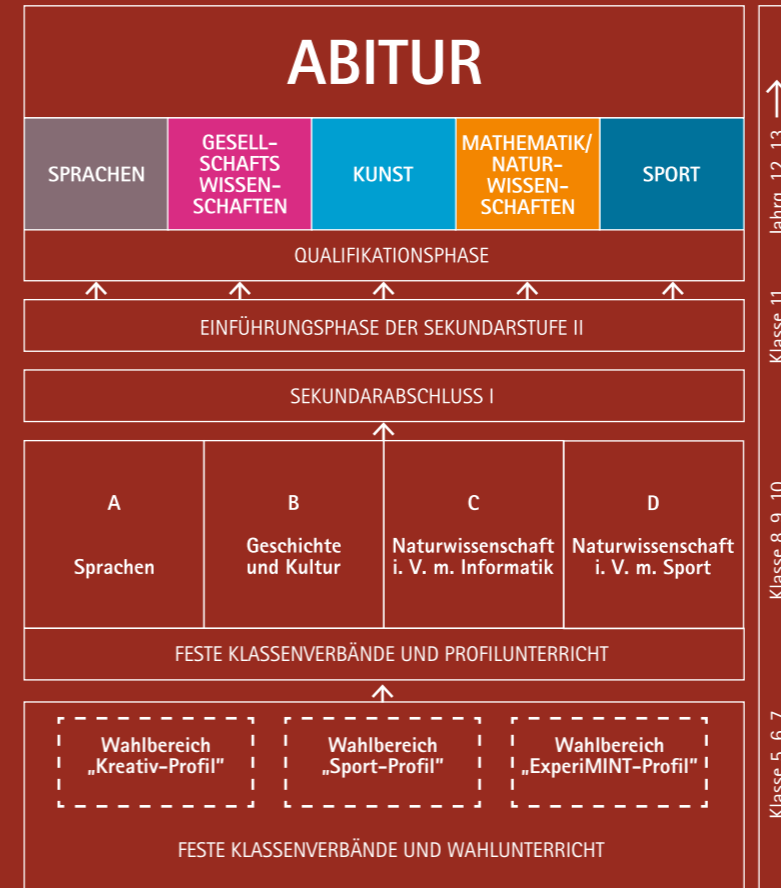 ABITUR
SPRACHEN
GESELL-
SCHAFTS
WISSEN-
SCHAFTEN
KUNST
MATHEMATIK/
NATUR-
WISSEN-
SCHAFTEN
SPORT
QUALIFIKATIONSPHASE
Jahrg. 12, 13
EINFÜHRUNGSPHASE DER SEKUNDARSTUFE II
Klasse 11
SEKUNDARABSCHLUSS I
A
Sprachen
B
Geschichte
und Kultur
C
Naturwissenschaft
i. V. m. Informatik
D
Naturwissenschaft
i. V. m. Sport
FESTE KLASSENVERBÄNDE UND PROFILUNTERRICHT
Klasse 8, 9, 10
Wahlbereich
„Kreativ-Profil"
Wahlbereich
„Sport-Profil"
Wahlbereich
„ExperiMINT-Profil"
FESTE KLASSENVERBÄNDE UND WAHLUNTERRICHT
Klasse 5, 6, 7